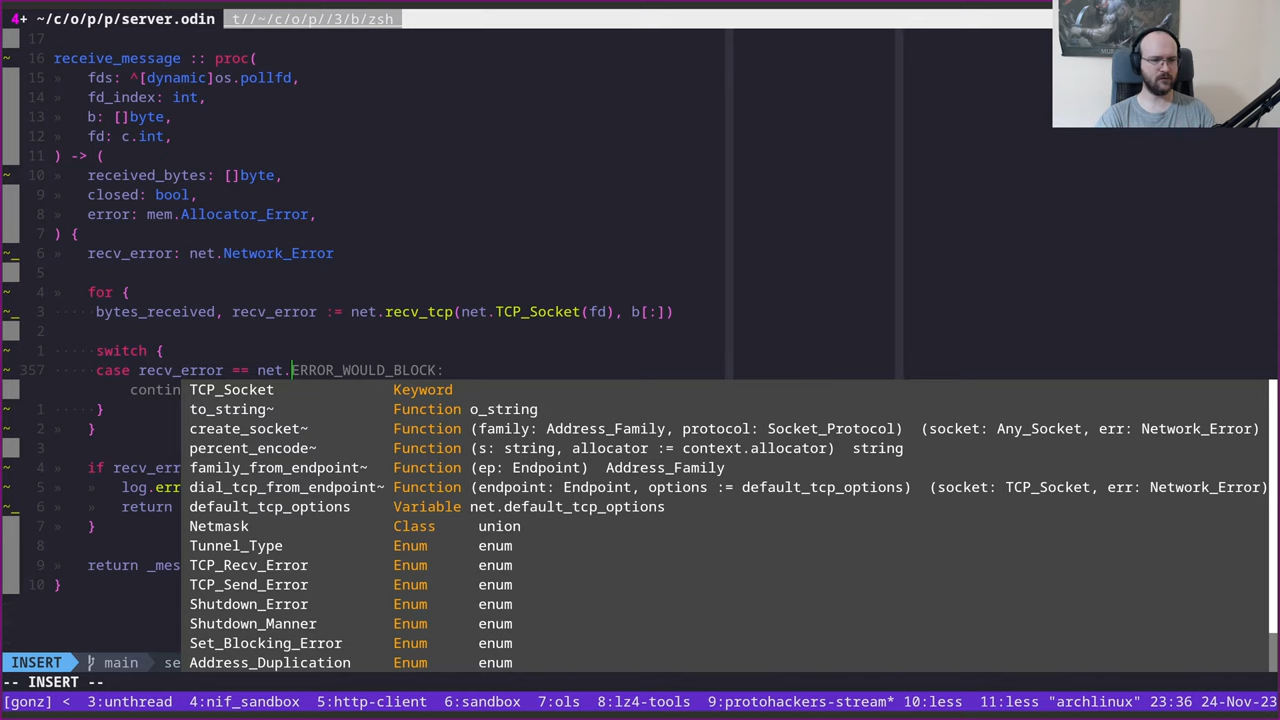 4+ ~/c/o/p/p/server.odin t//~/c/o/p//3/b/zsh
17
~ 16 receive_message :: proc(
15 » fds: ^[dynamic]os.pollfd,
14 » fd_index: int,
13 » b: []byte,
12 » fd: c.int,
11 ) -> (
~ 10 » received_bytes: []byte,
9 » closed: bool,
~ 8 » error: mem.Allocator_Error,
7 ) {
~_ 6 » recv_error: net.Network_Error
5
~ 4 » for {
~_ 3 ····· bytes_received, recv_error := net.recv_tcp(net.TCP_Socket(fd), b[:])
2
~ 1 ····· switch {
~ 357 ····· case recv_error == net.ERROR_WOULD_BLOCK:
contin TCP_Socket Keyword
~ 1 ····· } to_string~ Function o_string
~ 2 » } create_socket~ Function (family: Address_Family, protocol: Socket_Protocol) (socket: Any_Socket, err: Network_Error)
3 percent_encode~ Function (s: string, allocator := context.allocator) string
~ 4 » if recv_err family_from_endpoint~ Function (ep: Endpoint) Address_Family
~ 5 » » log.err dial_tcp_from_endpoint~ Function (endpoint: Endpoint, options := default_tcp_options) (socket: TCP_Socket, err: Network_Error)
~_ 6 » » return default_tcp_options Variable net.default_tcp_options
~ 7 » } Netmask Class union
8 Tunnel_Type Enum enum
~ 9 » return _mes TCP_Recv_Error Enum enum
10 } TCP_Send_Error Enum enum
Shutdown_Error Enum enum
Shutdown_Manner Enum enum
Set_Blocking_Error Enum enum
INSERT main se Address_Duplication Enum enum
-- INSERT --
[gonz] < 3:unthread 4:nif_sandbox 5:http-client 6:sandbox 7:ols 8:lz4-tools 9:protohackers-stream* 10:less 11:less "archlinux" 23:36 24-Nov-23